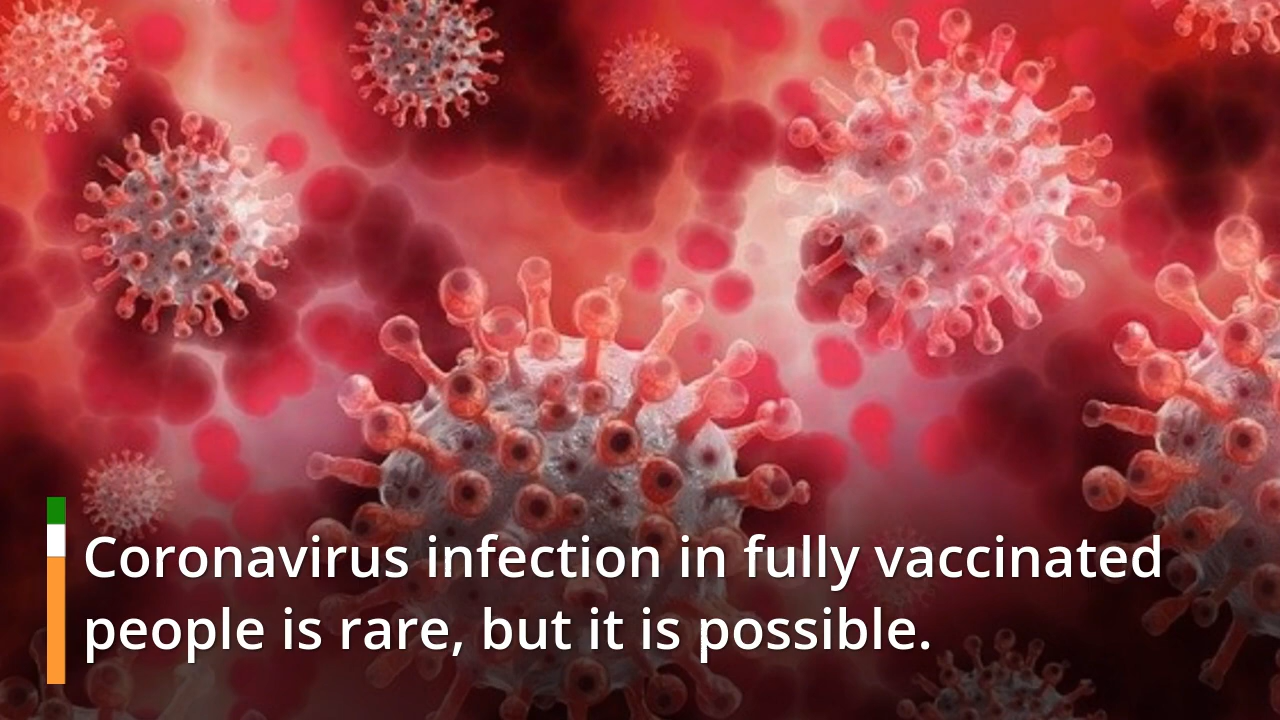 Coronavirus infection in fully vaccinated
people is rare, but it is possible.